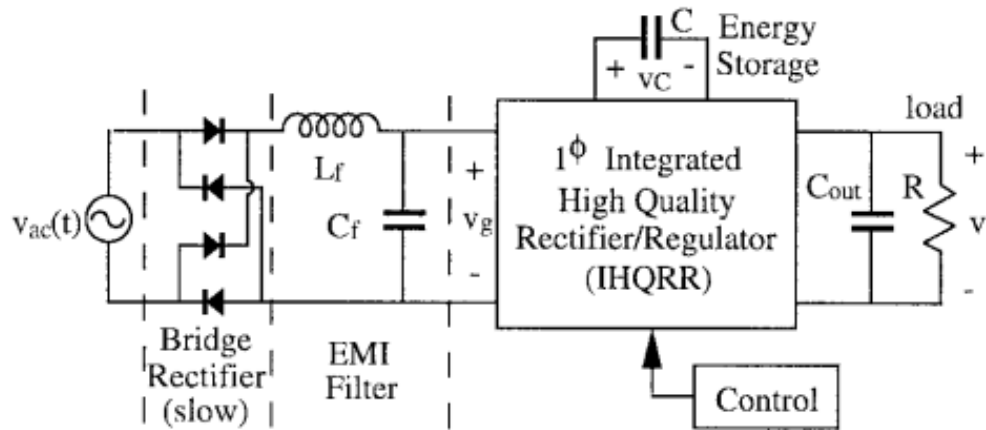 C
Energy
Storage
+ vC -
load
1ϕ Integrated
High Quality
Rectifier/Regulator
(IHQRR)
vac(t)
Lf
Cf
+
vg
-
Cout
R
+
v
-
Bridge
Rectifier
(slow)
EMI
Filter
Control